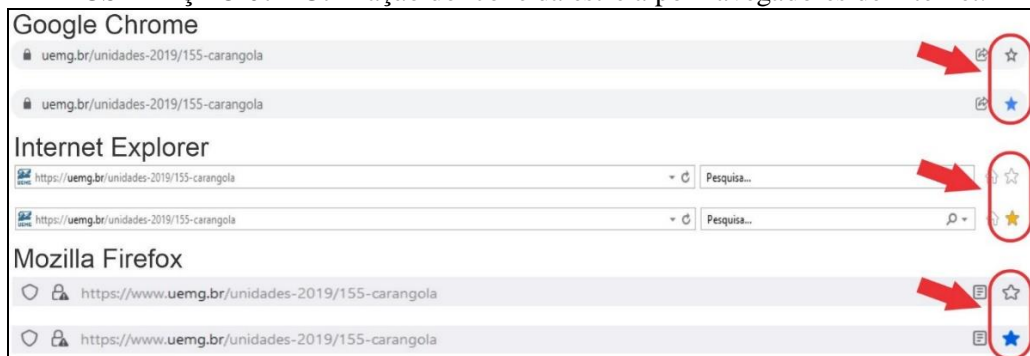 Google Chrome
uemg.br/unidades-2019/155-carangola
uemg.br/unidades-2019/155-carangola
Internet Explorer
https://uemg.br/unidades-2019/155-carangola Pesquisa...
https://uemg.br/unidades-2019/155-carangola Pesquisa...
Mozilla Firefox
https://www.uemg.br/unidades-2019/155-carangola
https://www.uemg.br/unidades-2019/155-carangola